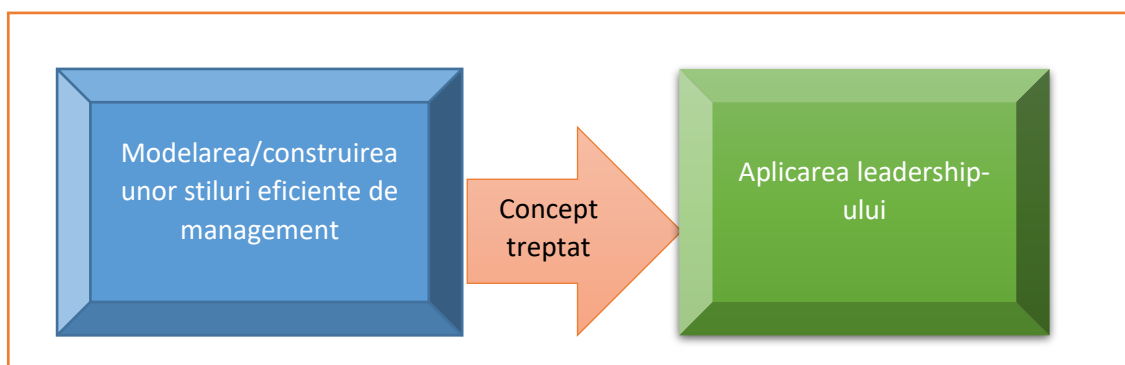 Modelarea/construirea
unor stiluri eficiente de
management
Concept
treptat
Aplicarea leadership-
ului